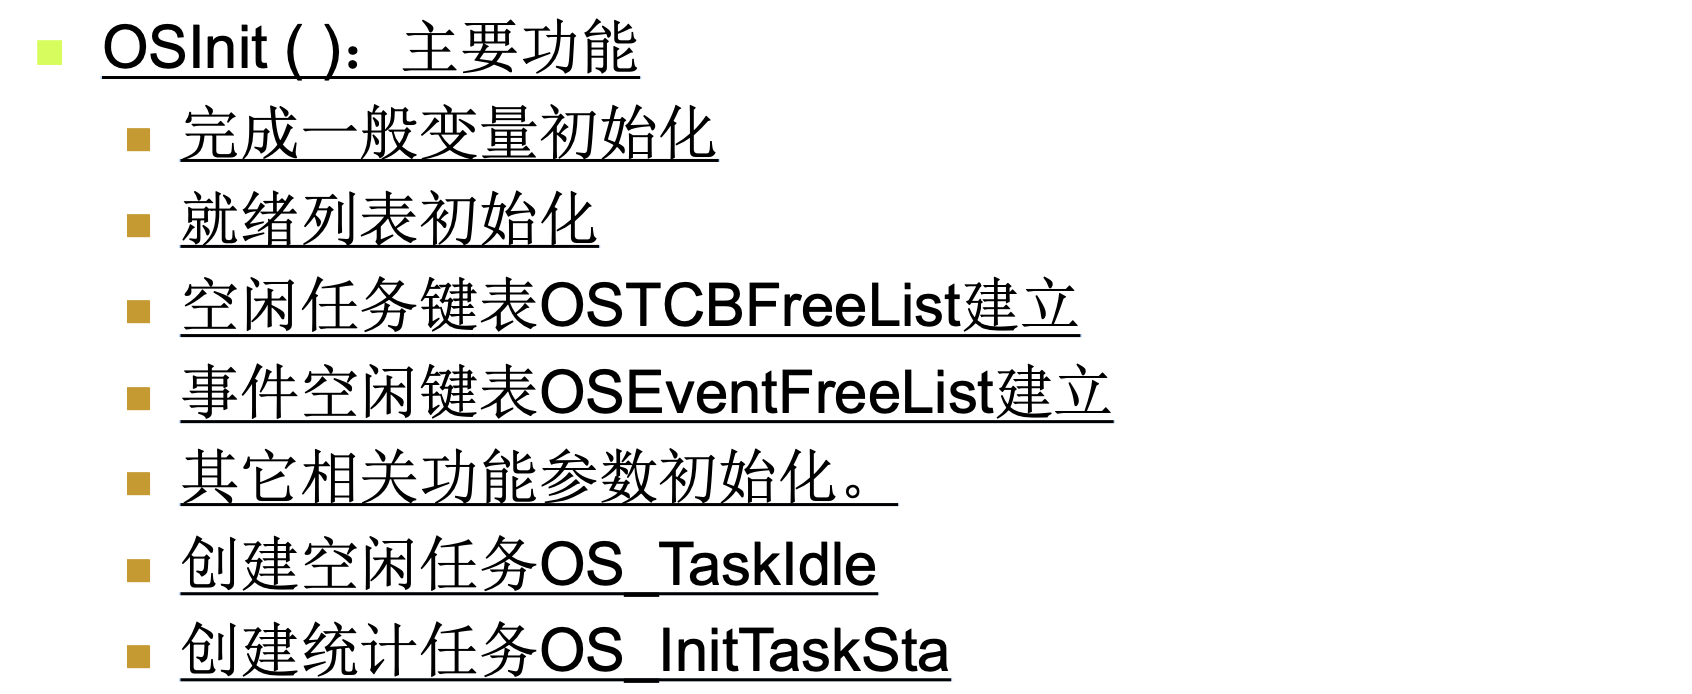 OSInit ( )：主要功能
完成一般变量初始化
就绪列表初始化
空闲任务键表OSTCBFreeList建立
事件空闲键表OSEventFreeList建立
其它相关功能参数初始化。
创建空闲任务OS_TaskIdle
创建统计任务OS_InitTaskSta